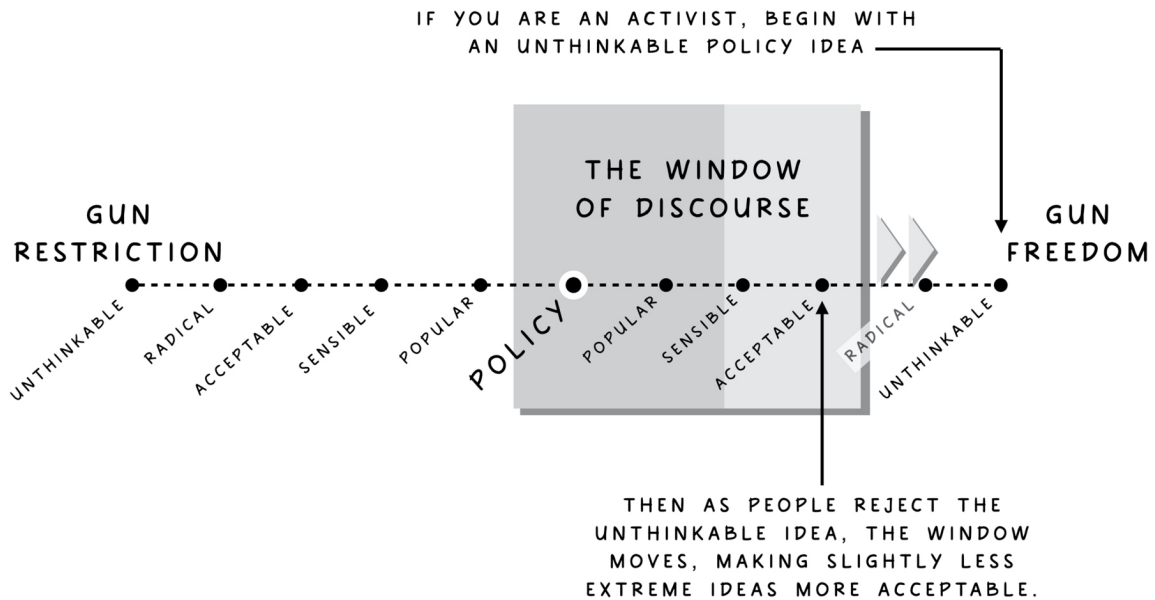 IF YOU ARE AN ACTIVIST, BEGIN WITH
AN UNTHINKABLE POLICY IDEA
THE WINDOW
OF DISCOURSE
GUN
RESTRICTION
GUN
FREEDOM
UNTHINKABLE
RADICAL
ACCEPTABLE
SENSIBLE
POPULAR
POLICY
POPULAR
SENSIBLE
ACCEPTABLE
RADICAL
UNTHINKABLE
THEN AS PEOPLE REJECT THE
UNTHINKABLE IDEA, THE WINDOW
MOVES, MAKING SLIGHTLY LESS
EXTREME IDEAS MORE ACCEPTABLE.